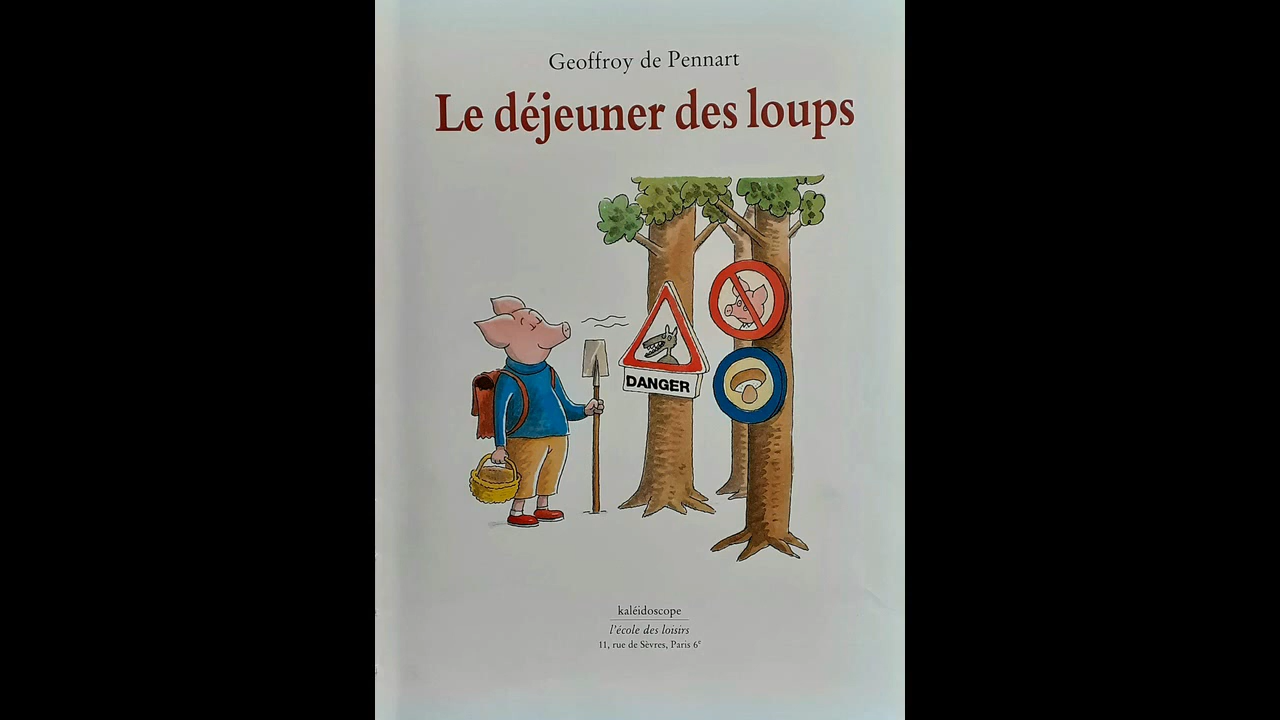 Geoffroy de Pennart
Le déjeuner des loups
DANGER
kaléidoscope
l'école des loisirs
11, rue de Sèvres, Paris 6e